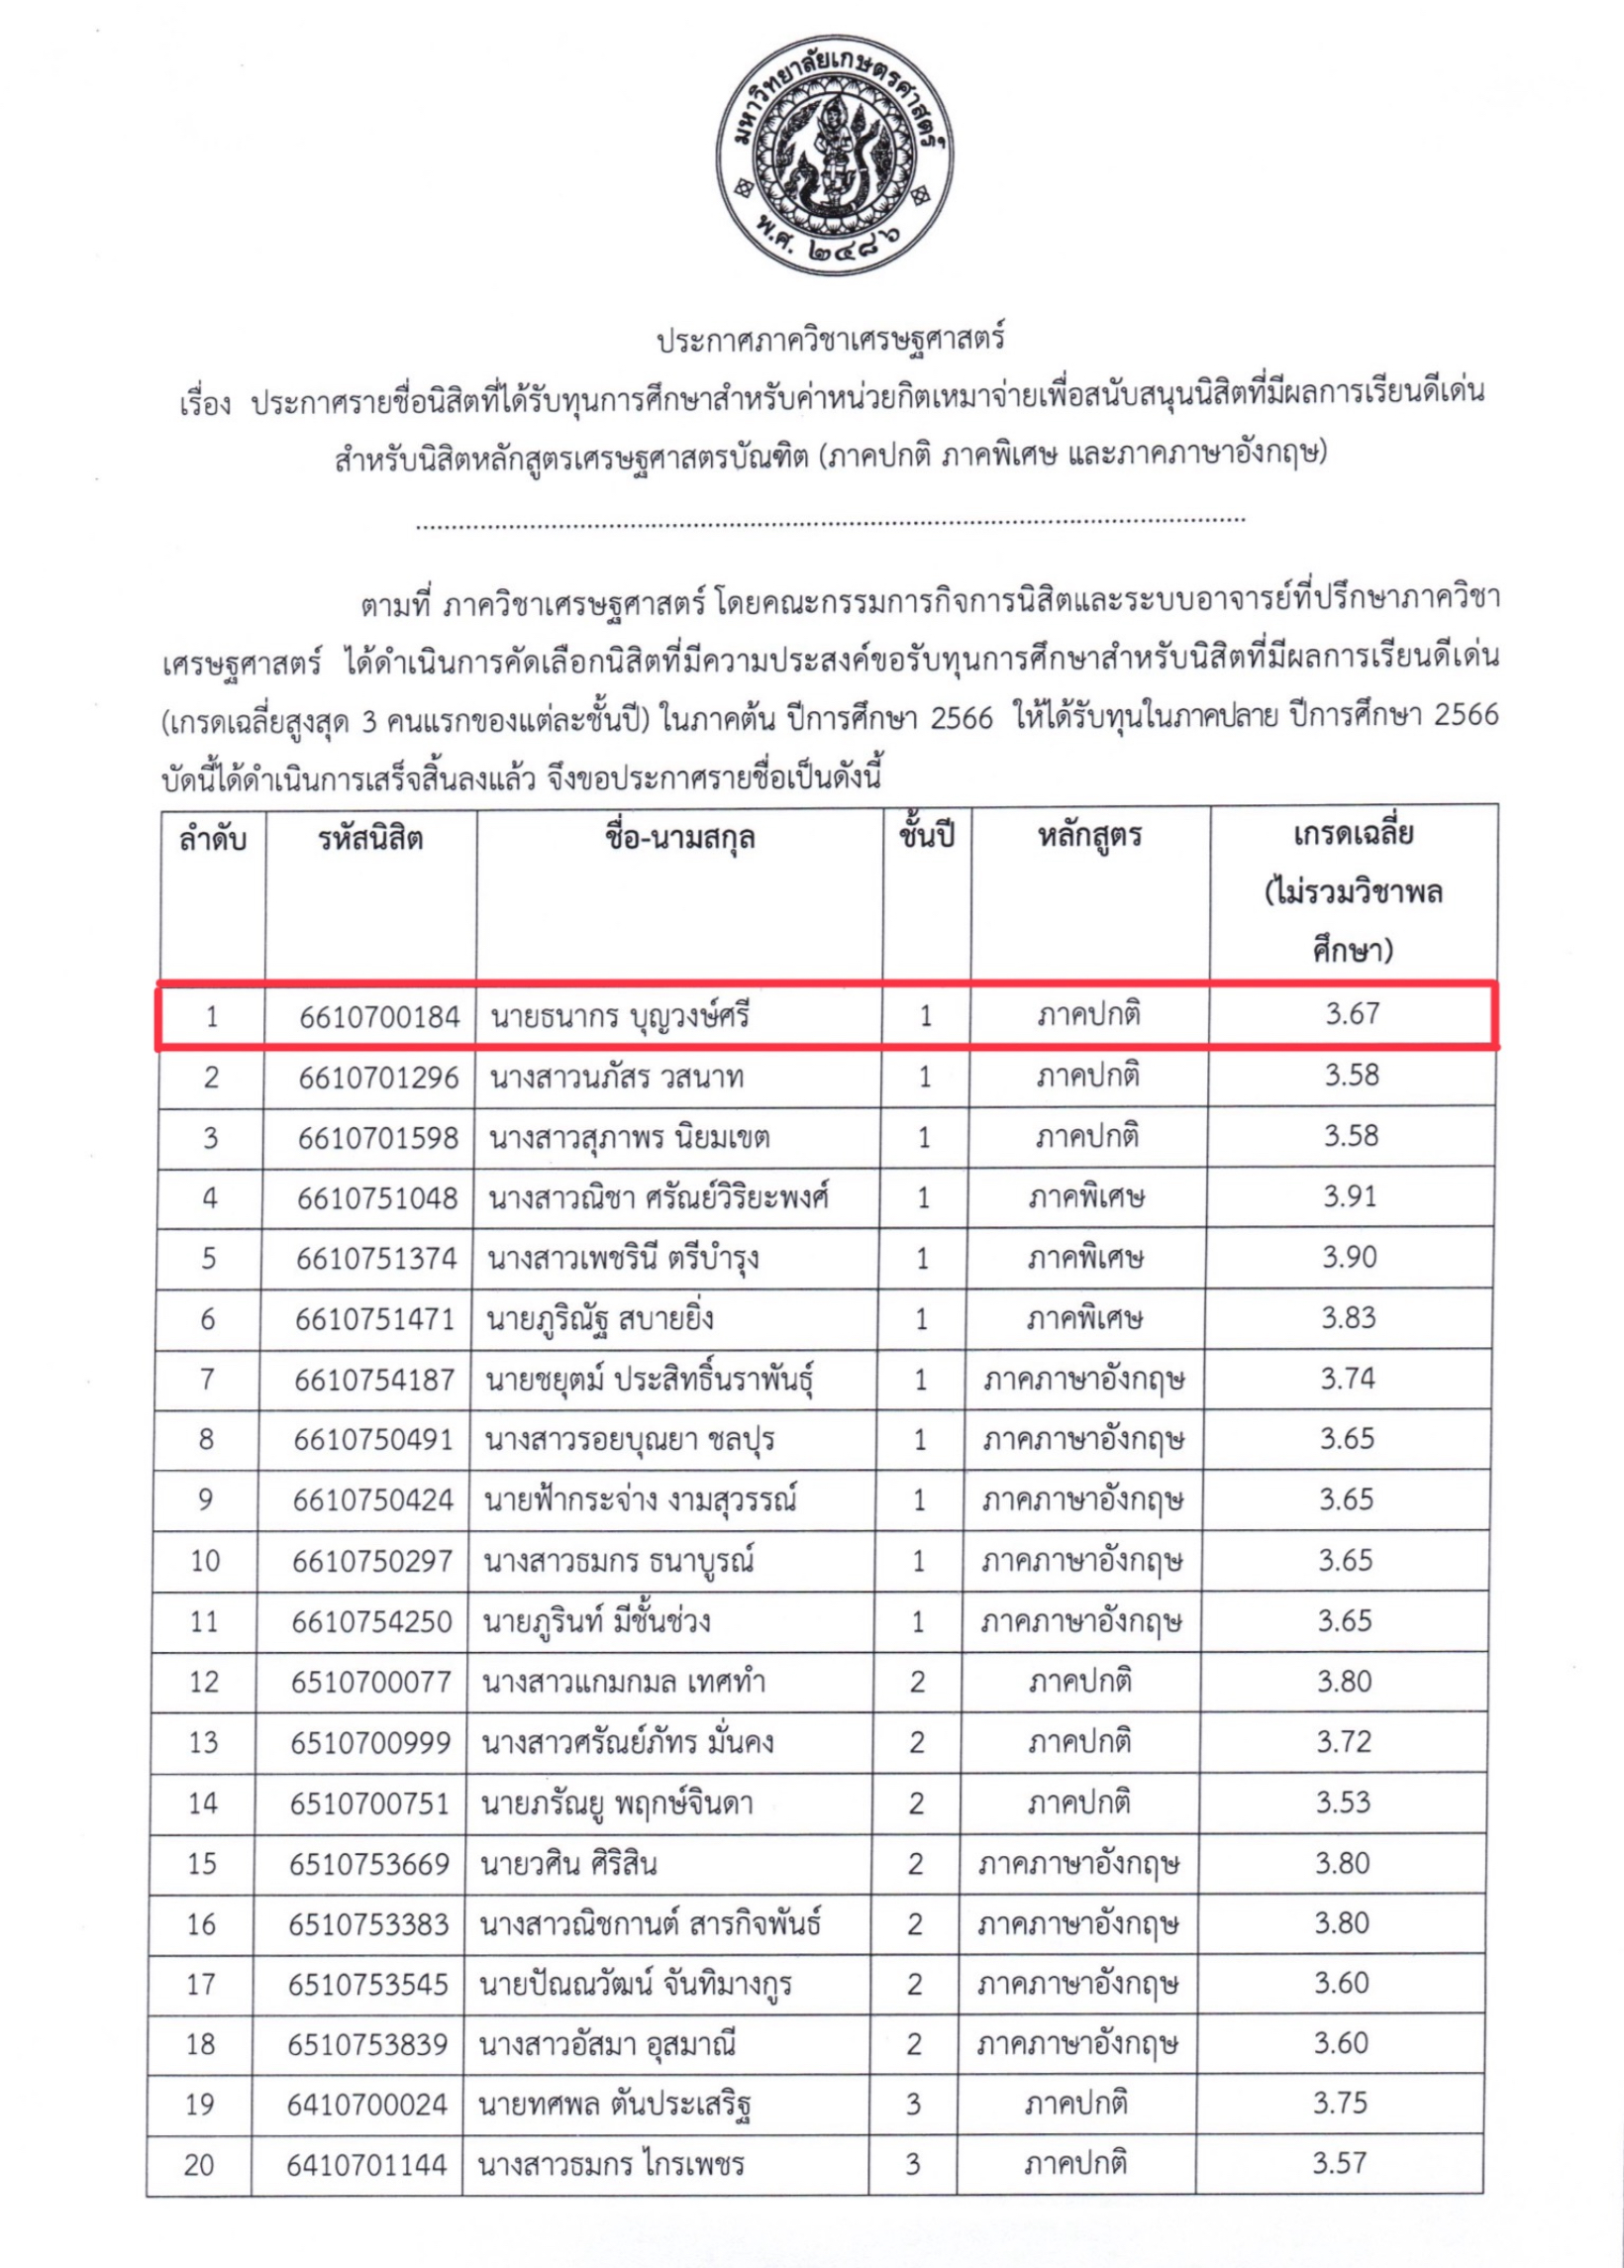 มหาวิทยาลัยเกษตรศาสตร์
พ.ศ. ๒๔๘๖
ประกาศภาควิชาเศรษฐศาสตร์
เรื่อง ประกาศรายชื่อนิสิตที่ได้รับทุนการศึกษาสำหรับค่าหน่วยกิตเหมาจ่ายเพื่อสนับสนุนนิสิตที่มีผลการเรียนดีเด่น
สำหรับนิสิตหลักสูตรเศรษฐศาสตรบัณฑิต (ภาคปกติ ภาคพิเศษ และภาคภาษาอังกฤษ)
ตามที่ ภาควิชาเศรษฐศาสตร์ โดยคณะกรรมการกิจการนิสิตและระบบอาจารย์ที่ปรึกษาภาควิชา
เศรษฐศาสตร์ ได้ดำเนินการคัดเลือกนิสิตที่มีความประสงค์ขอรับทุนการศึกษาสำหรับนิสิตที่มีผลการเรียนดีเด่น
(เกรดเฉลี่ยสูงสุด 3 คนแรกของแต่ละชั้นปี) ในภาคต้น ปีการศึกษา 2566 ให้ได้รับทุนในภาคปลาย ปีการศึกษา 2566
บัดนี้ได้ดำเนินการเสร็จสิ้นลงแล้ว จึงขอประกาศรายชื่อเป็นดังนี้
ลำดับ รหัสนิสิต ชื่อ-นามสกุล ชั้นปี หลักสูตร เกรดเฉลี่ย
(ไม่รวมวิชาพล
ศึกษา)
1 6610700184 นายธนากร บุญวงษ์ศรี 1 ภาคปกติ 3.67
2 6610701296 นางสาวนภัสร วสนาท 1 ภาคปกติ 3.58
3 6610701598 นางสาวสุภาพร นิยมเขต 1 ภาคปกติ 3.58
4 6610751048 นางสาวณิชา ศรัณย์วิริยะพงศ์ 1 ภาคพิเศษ 3.91
5 6610751374 นางสาวเพชรินี ตรีบำรุง 1 ภาคพิเศษ 3.90
6 6610751471 นายภูริณัฐ สบายยิ่ง 1 ภาคพิเศษ 3.83
7 6610754187 นายชยุตม์ ประสิทธิ์นราพันธุ์ 1 ภาคภาษาอังกฤษ 3.74
8 6610750491 นางสาวรอยบุณยา ชลปุร 1 ภาคภาษาอังกฤษ 3.65
9 6610750424 นายฟ้ากระจ่าง งามสุวรรณ์ 1 ภาคภาษาอังกฤษ 3.65
10 6610750297 นางสาวธมกร ธนาบูรณ์ 1 ภาคภาษาอังกฤษ 3.65
11 6610754250 นายภูรินท์ มีชั้นช่วง 1 ภาคภาษาอังกฤษ 3.65
12 6510700077 นางสาวแกมกมล เทศทำ 2 ภาคปกติ 3.80
13 6510700999 นางสาวศรัณย์ภัทร มั่นคง 2 ภาคปกติ 3.72
14 6510700751 นายภรัณยู พฤกษ์จินดา 2 ภาคปกติ 3.53
15 6510753669 นายวศิน ศิริสิน 2 ภาคภาษาอังกฤษ 3.80
16 6510753383 นางสาวณิชกานต์ สารกิจพันธ์ 2 ภาคภาษาอังกฤษ 3.80
17 6510753545 นายปัณณวัฒน์ จันทิมางกูร 2 ภาคภาษาอังกฤษ 3.60
18 6510753839 นางสาวอัสมา อุสมาณี 2 ภาคภาษาอังกฤษ 3.60
19 6410700024 นายทศพล ตันประเสริฐ 3 ภาคปกติ 3.75
20 6410701144 นางสาวธมกร ไกรเพชร 3 ภาคปกติ 3.57